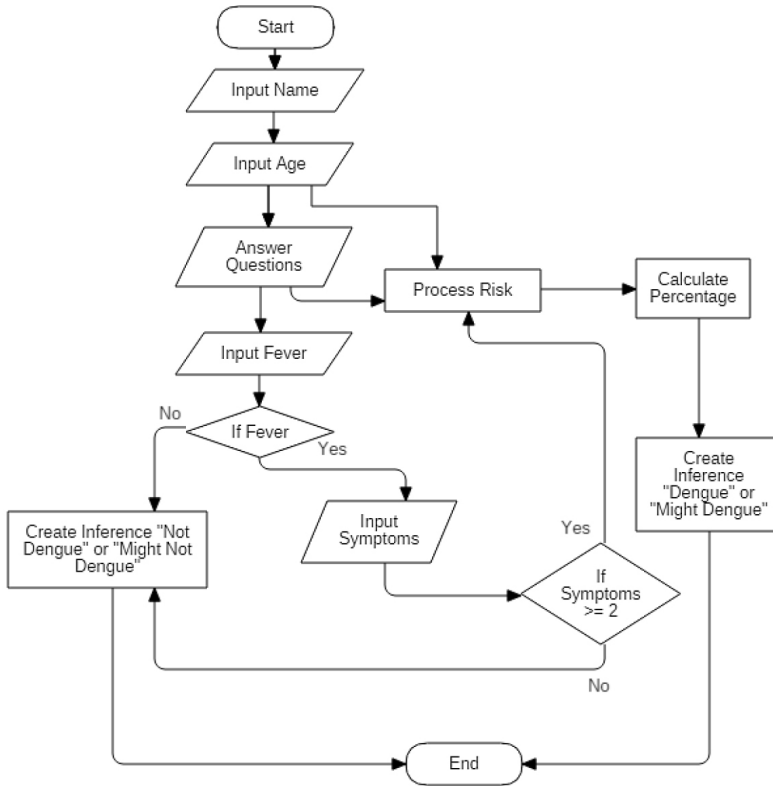 Start
Input Name
Input Age
Answer
Questions
Process Risk
Calculate
Percentage
Input Fever
No
If Fever
Yes
Create
Inference
"Dengue" or
"Might Dengue"
Create Inference "Not
Dengue" or "Might Not
Dengue"
Input
Symptoms
Yes
If
Symptoms
>= 2
No
End